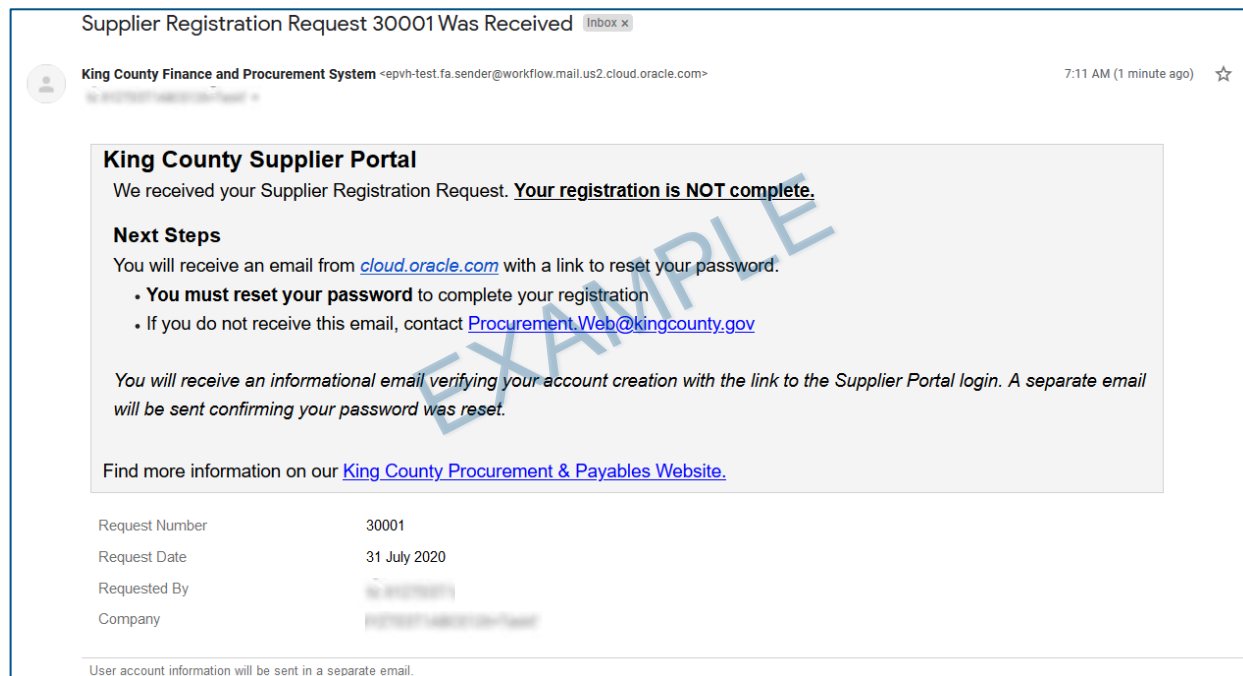 Supplier Registration Request 30001 Was Received Inbox x
King County Finance and Procurement System <epvh-test.fa.sender@workflow.mail.us2.cloud.oracle.com> 7:11 AM (1 minute ago)
King County Supplier Portal
We received your Supplier Registration Request. Your registration is NOT complete.
Next Steps
You will receive an email from cloud.oracle.com with a link to reset your password.
• You must reset your password to complete your registration
• If you do not receive this email, contact Procurement.Web@kingcounty.gov
You will receive an informational email verifying your account creation with the link to the Supplier Portal login. A separate email
will be sent confirming your password was reset.
EXAMPLE
Find more information on our King County Procurement & Payables Website.
Request Number 30001
Request Date 31 July 2020
Requested By
Company
User account information will be sent in a separate email.